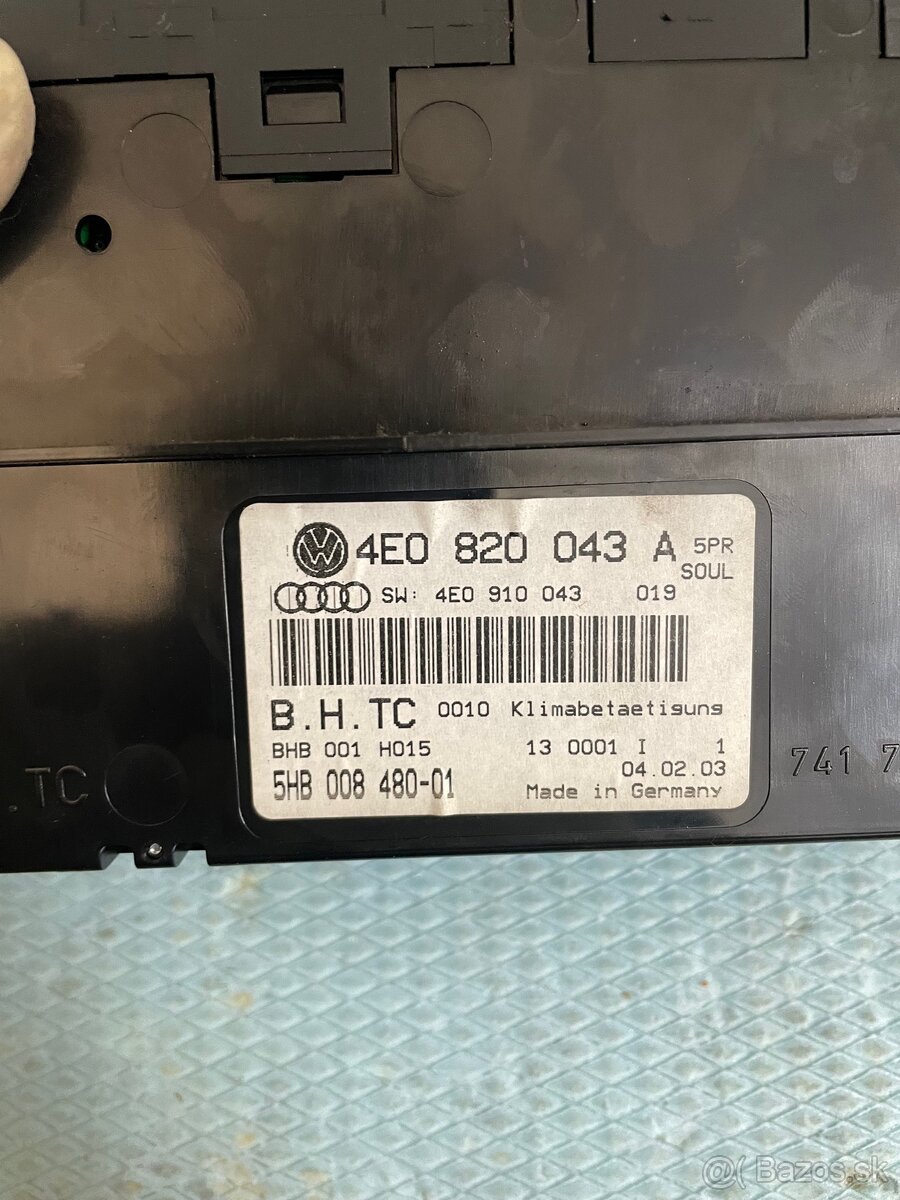 4E0 820 043 A 5PR
SOUL
SW: 4E0 910 043 019
B.H.TC 0010 Klimabetaetigung
BHB 001 H015 13 0001 I 1
5HB 008 480-01 04.02.03
Made in Germany
.TC
741 7
@( Bazos.sk